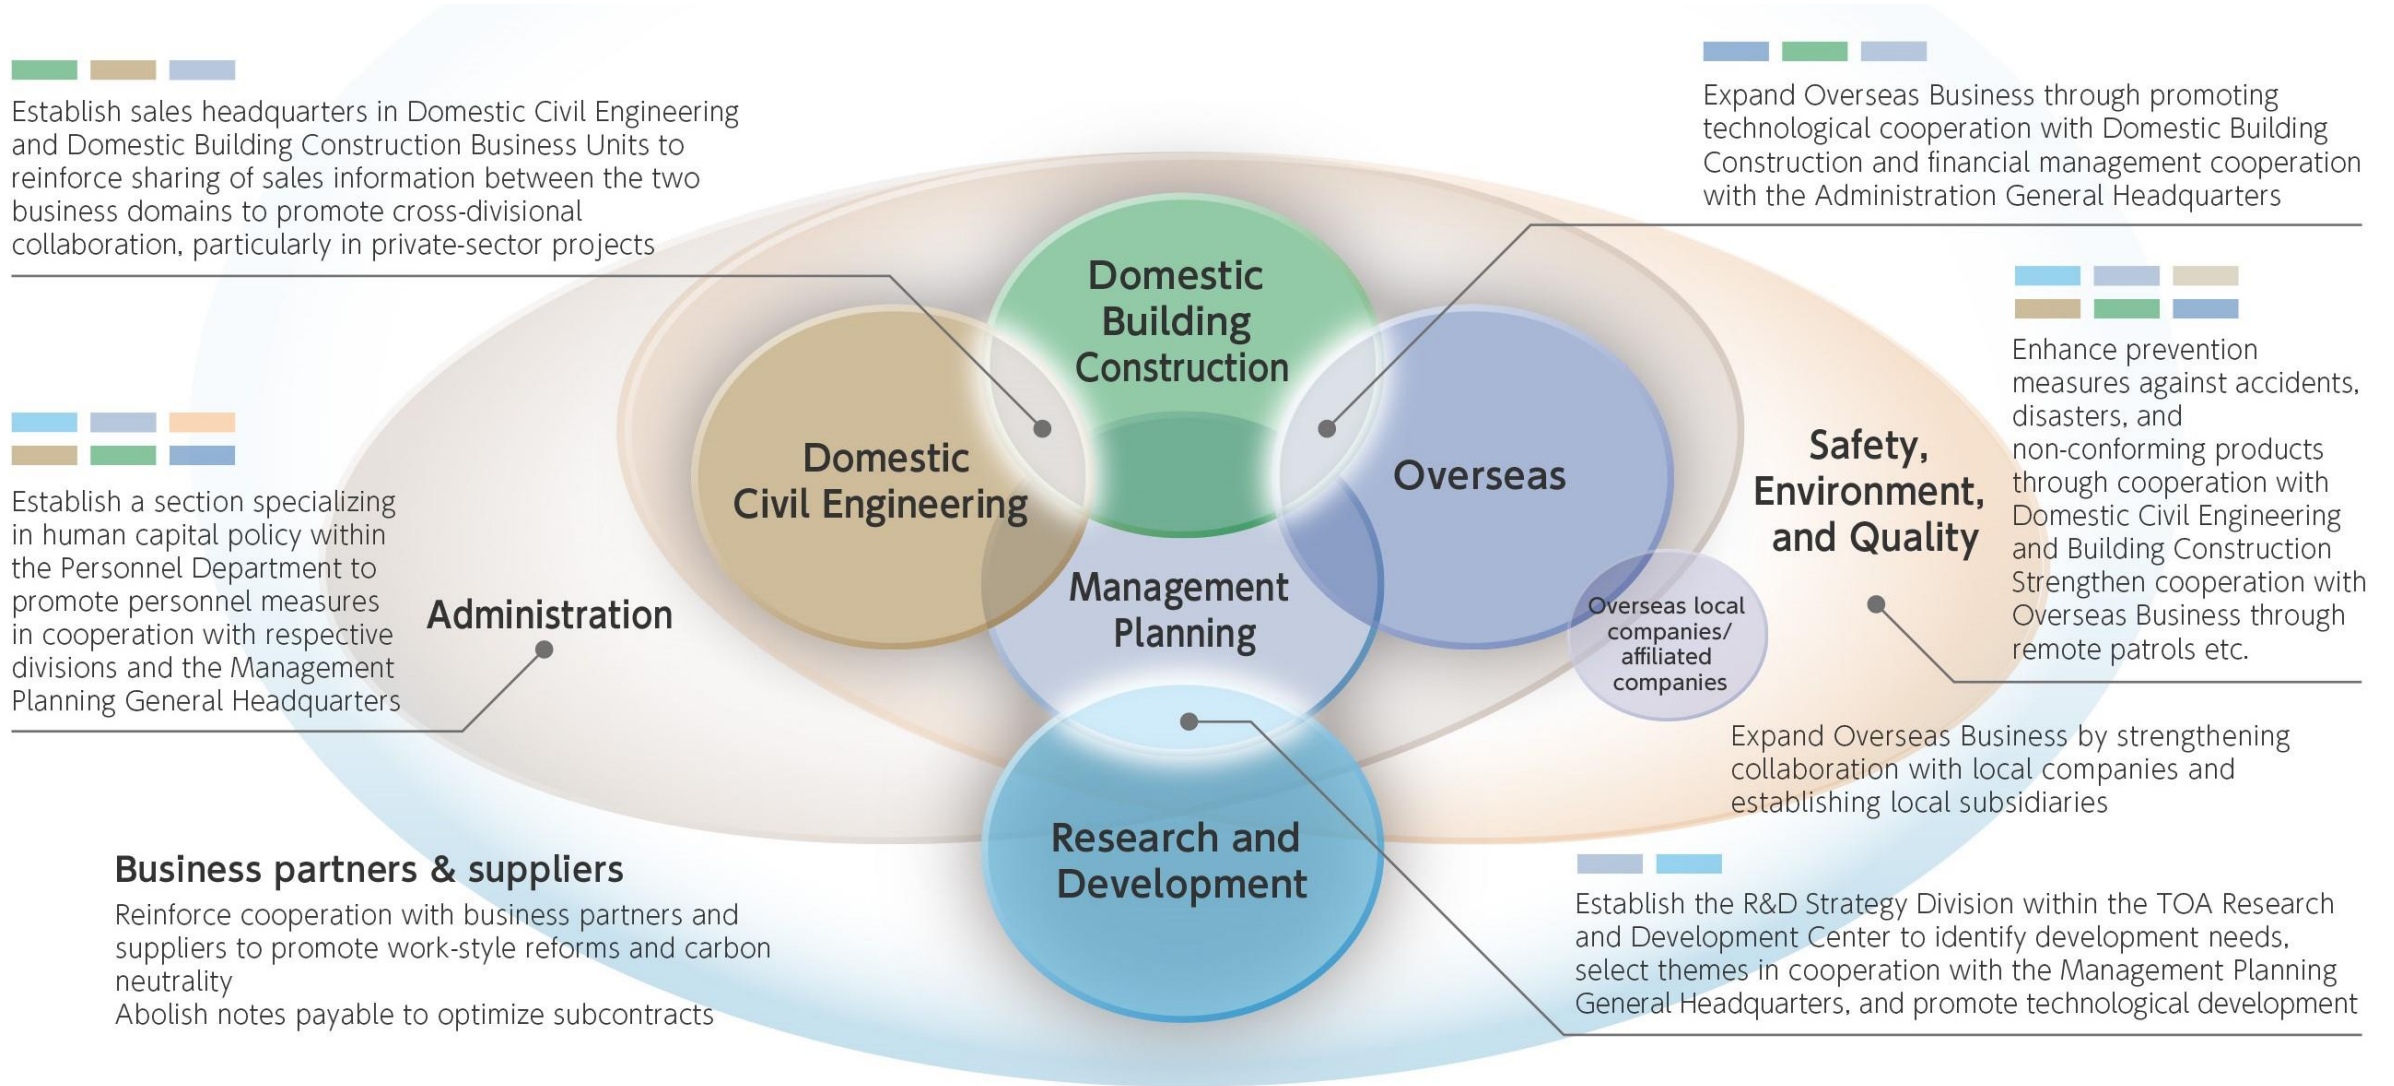 Establish sales headquarters in Domestic Civil Engineering
and Domestic Building Construction Business Units to
reinforce sharing of sales information between the two
business domains to promote cross-divisional
collaboration, particularly in private-sector projects
Expand Overseas Business through promoting
technological cooperation with Domestic Building
Construction and financial management cooperation
with the Administration General Headquarters
Domestic
Building
Construction
Domestic
Civil Engineering
Overseas
Management
Planning
Research and
Development
Overseas local
companies/
affiliated
companies
Safety,
Environment,
and Quality
Enhance prevention
measures against accidents,
disasters, and
non-conforming products
through cooperation with
Domestic Civil Engineering
and Building Construction
Strengthen cooperation with
Overseas Business through
remote patrols etc.
Establish a section specializing
in human capital policy within
the Personnel Department to
promote personnel measures
in cooperation with respective
divisions and the Management
Planning General Headquarters
Administration
Expand Overseas Business by strengthening
collaboration with local companies and
establishing local subsidiaries
Business partners & suppliers
Reinforce cooperation with business partners and
suppliers to promote work-style reforms and carbon
neutrality
Abolish notes payable to optimize subcontracts
Establish the R&D Strategy Division within the TOA Research
and Development Center to identify development needs,
select themes in cooperation with the Management Planning
General Headquarters, and promote technological development